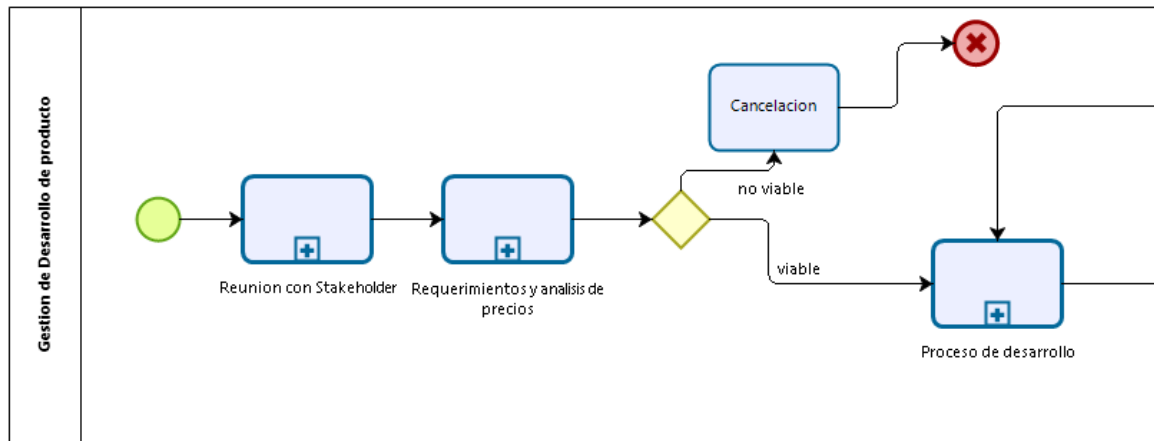 Gestion de Desarrollo de producto
Cancelacion
no viable
Reunion con Stakeholder
Requerimientos y analisis de
precios
viable
Proceso de desarrollo